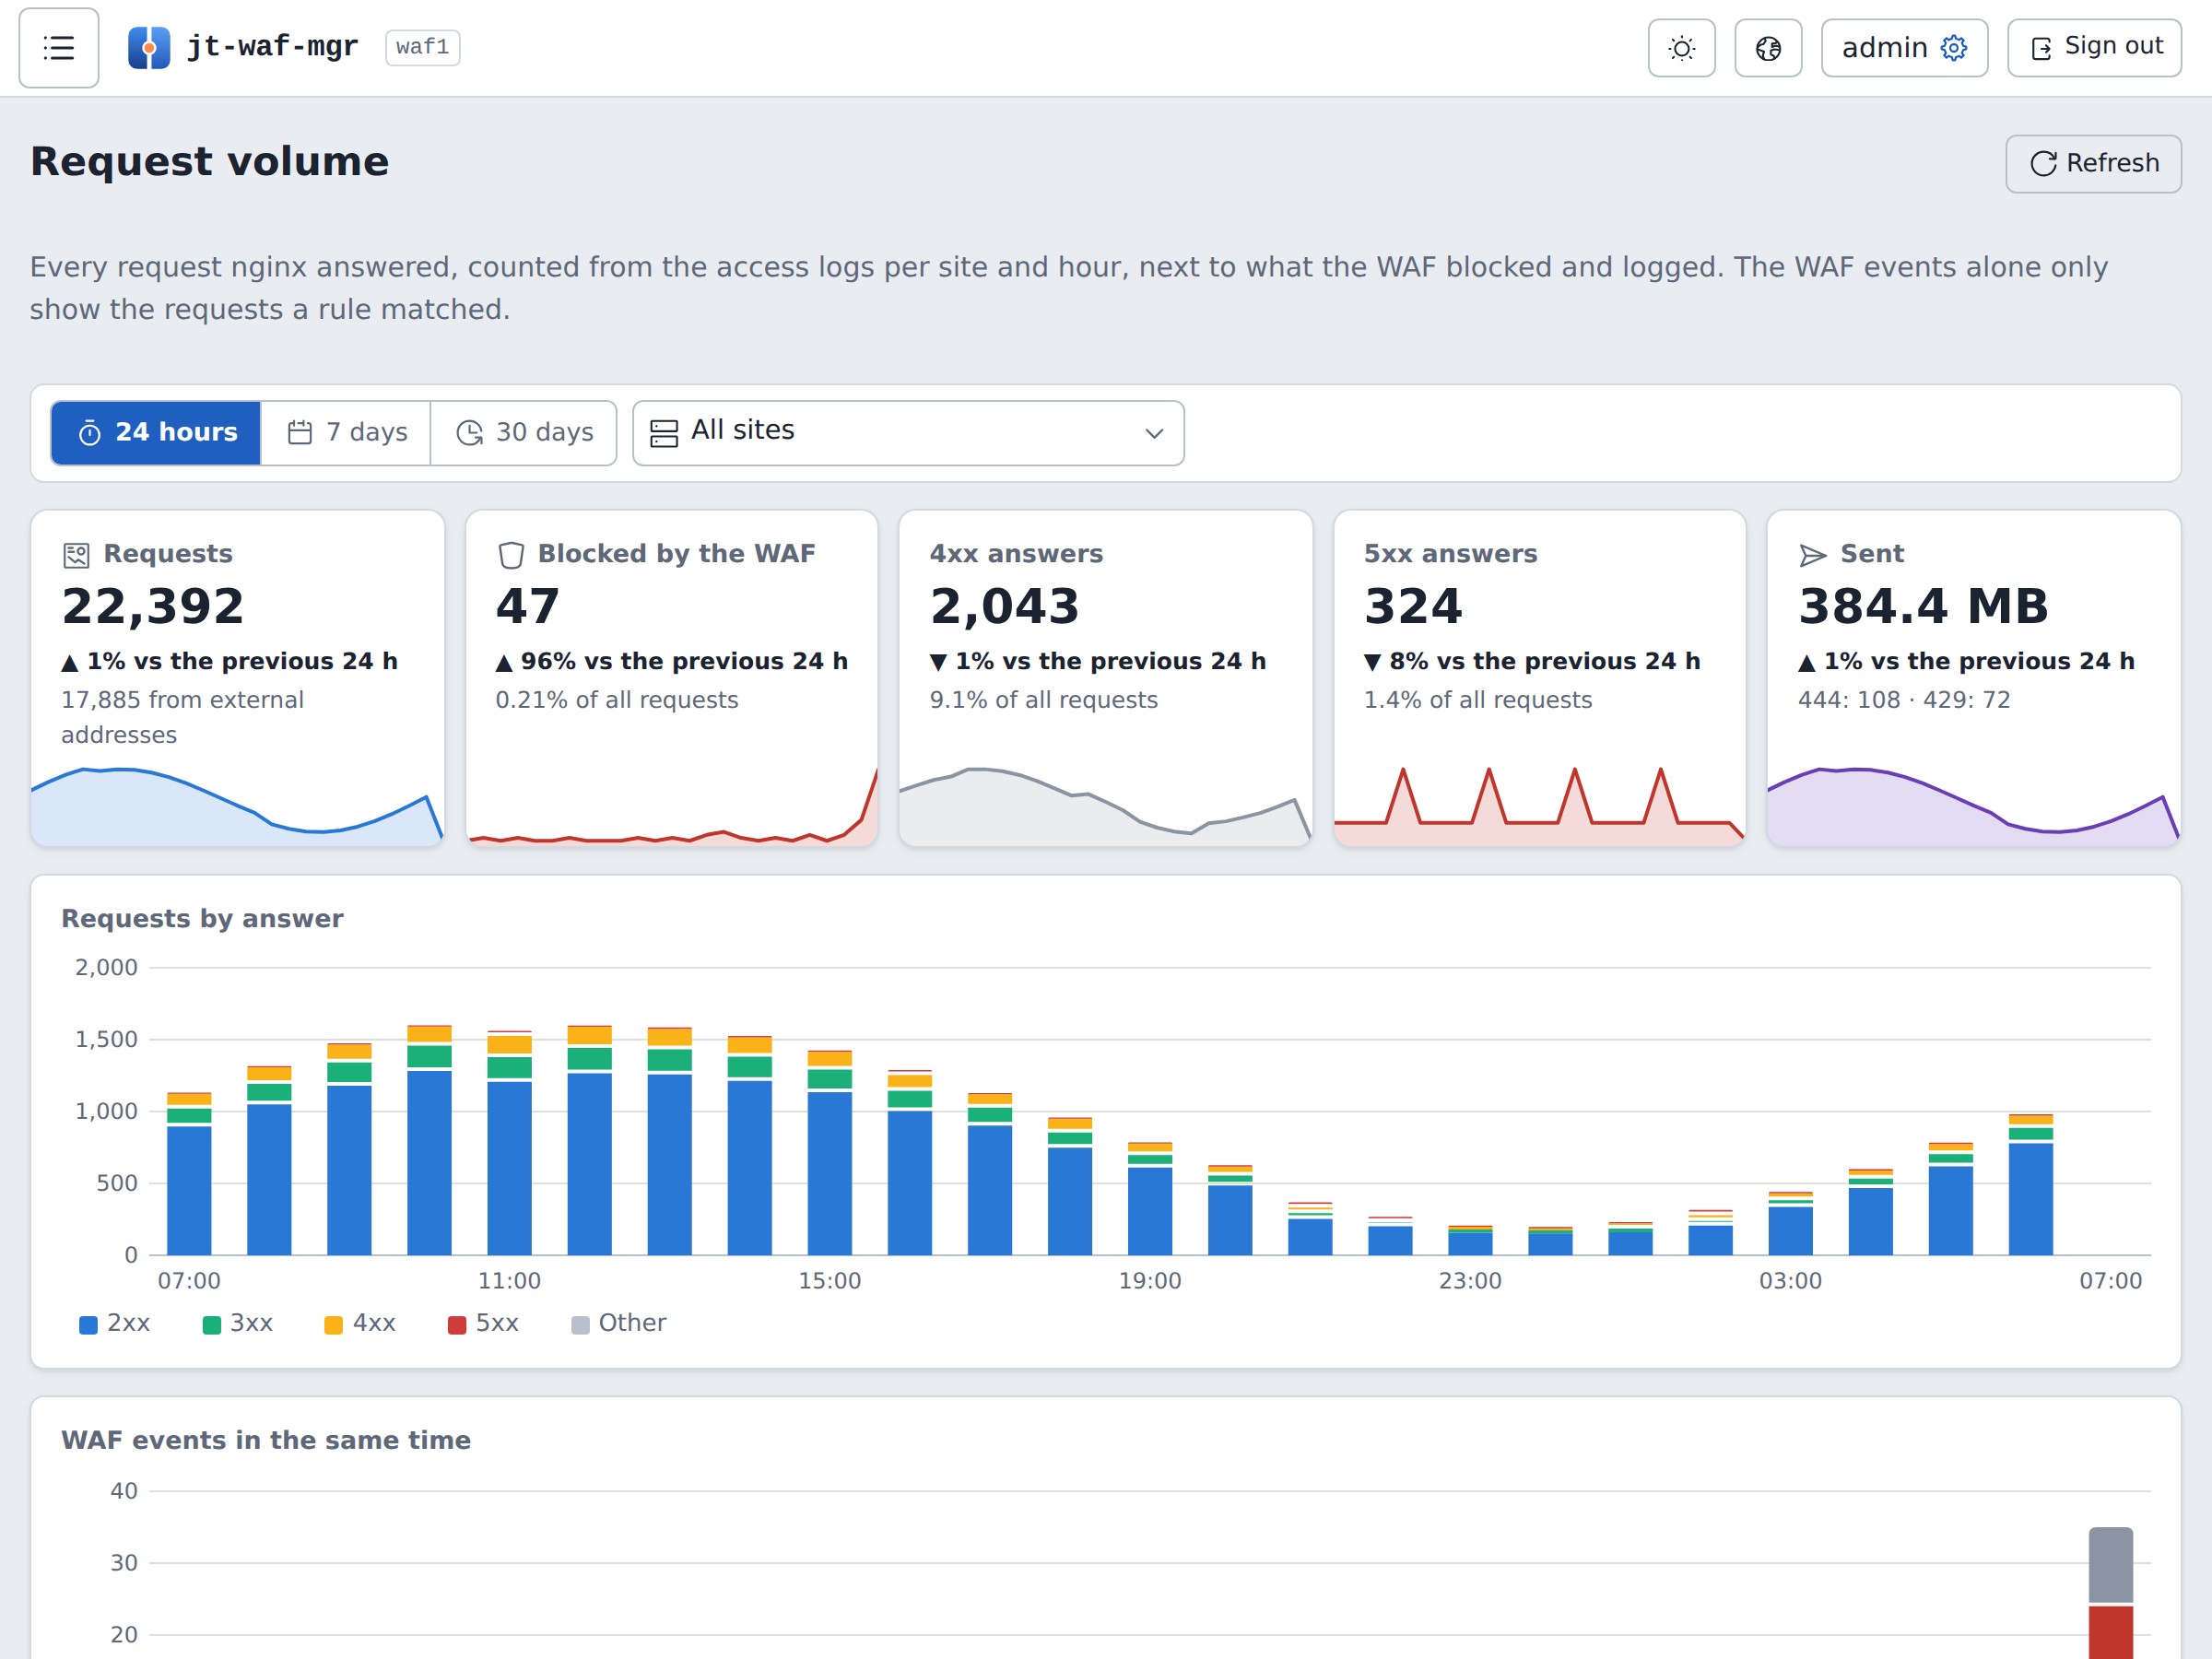 jt-waf-mgr waf1 admin Sign out
Request volume Refresh
Every request nginx answered, counted from the access logs per site and hour, next to what the WAF blocked and logged. The WAF events alone only
show the requests a rule matched.
24 hours 7 days 30 days All sites
Requests
22,392
▲ 1% vs the previous 24 h
17,885 from external
addresses
Blocked by the WAF
47
▲ 96% vs the previous 24 h
0.21% of all requests
4xx answers
2,043
▼ 1% vs the previous 24 h
9.1% of all requests
5xx answers
324
▼ 8% vs the previous 24 h
1.4% of all requests
Sent
384.4 MB
▲ 1% vs the previous 24 h
444: 108 · 429: 72
Requests by answer
2,000
1,500
1,000
500
0
07:00 11:00 15:00 19:00 23:00 03:00 07:00
2xx 3xx 4xx 5xx Other
WAF events in the same time
40
30
20